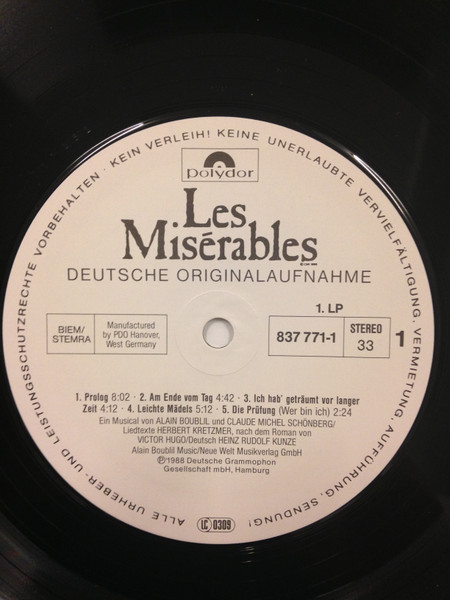 ALLE URHEBER- UND LEISTUNGSSCHUTZRECHTE VORBEHALTEN · KEIN VERLEIH! KEINE UNERLAUBTE VERVIELFÄLTIGUNG, VERMIETUNG, AUFFÜHRUNG, SENDUNG!
polydor
Les
Misérables
DEUTSCHE ORIGINALAUFNAHME
1. LP
BIEM/
STEMRA
Manufactured
by PDO Hanover,
West Germany
837 771-1
STEREO
33
1
1. Prolog 8:02 · 2. Am Ende vom Tag 4:42 · 3. Ich hab' geträumt vor langer
Zeit 4:12 · 4. Leichte Mädels 5:12 · 5. Die Prüfung (Wer bin ich) 2:24
Ein Musical von ALAIN BOUBLIL und CLAUDE MICHEL SCHÖNBERG/
Liedtexte HERBERT KRETZMER, nach dem Roman von
VICTOR HUGO/Deutsch HEINZ RUDOLF KUNZE
Alain Boublil Music/Neue Welt Musikverlag GmbH
℗1988 Deutsche Grammophon
Gesellschaft mbH, Hamburg
LC 0309